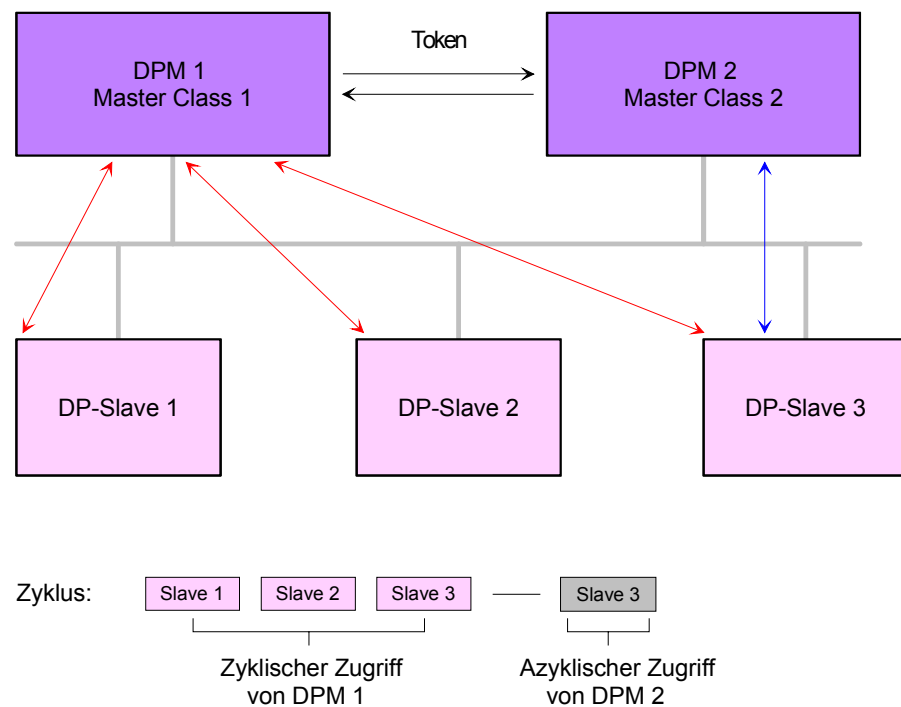 Token
DPM 1
Master Class 1
DPM 2
Master Class 2
DP-Slave 1
DP-Slave 2
DP-Slave 3
Zyklus:
Slave 1
Slave 2
Slave 3
Slave 3
Zyklischer Zugriff
von DPM 1
Azyklischer Zugriff
von DPM 2